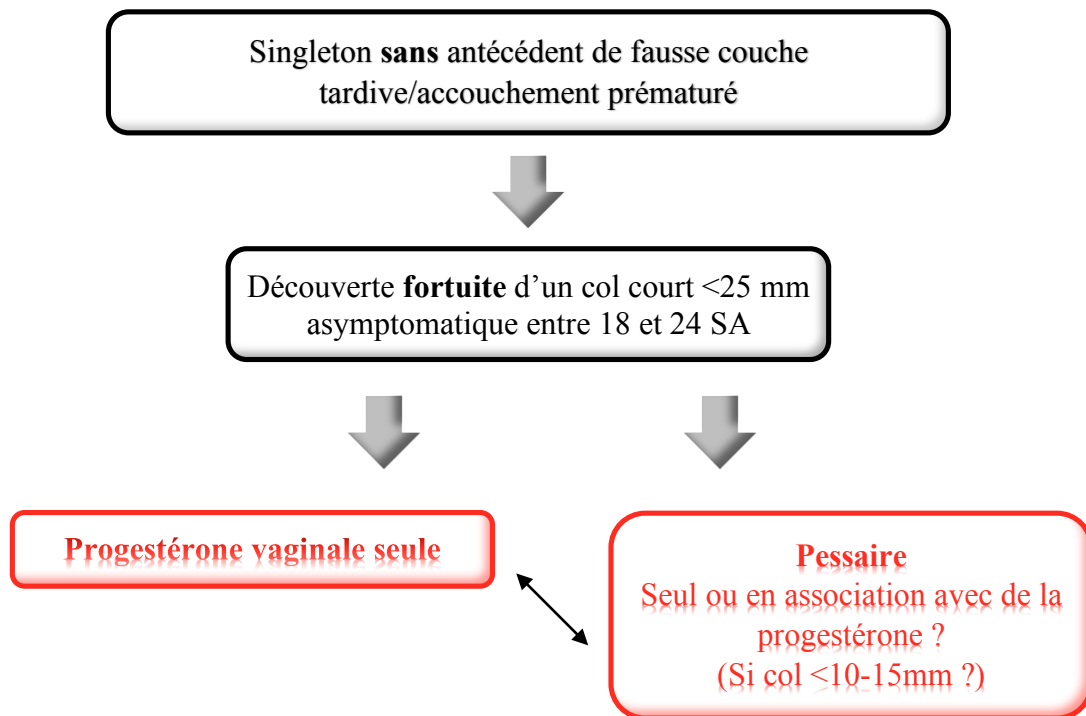 Singleton sans antécédent de fausse couche
tardive/accouchement prématuré
Découverte fortuite d’un col court <25 mm
asymptomatique entre 18 et 24 SA
Progestérone vaginale seule
Pessaire
Seul ou en association avec de la
progestérone ?
(Si col <10-15mm ?)